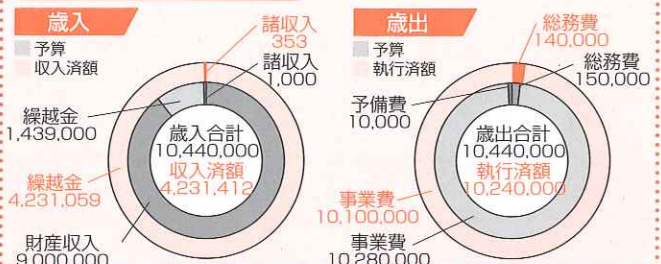 歳入
予算
収入済額
諸収入
353
諸収入
1,000
繰越金
1,439,000
歳入合計
10,440,000
収入済額
4,231,412
繰越金
4,231,059
財産収入
9,000,000
歳出
予算
執行済額
総務費
140,000
総務費
150,000
予備費
10,000
歳出合計
10,440,000
執行済額
10,240,000
事業費
10,100,000
事業費
10,280,000